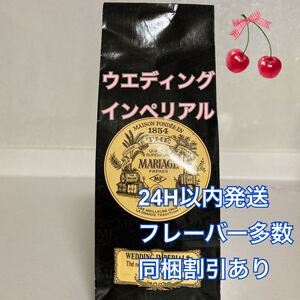 ウエディング
インペリアル
MAISON FONDÉE EN
1854
THÉ
MARIAGE
FRÈRES
24H以内発送
フレーバー多数
同梱割引あり
WEDDING IMPERIAL